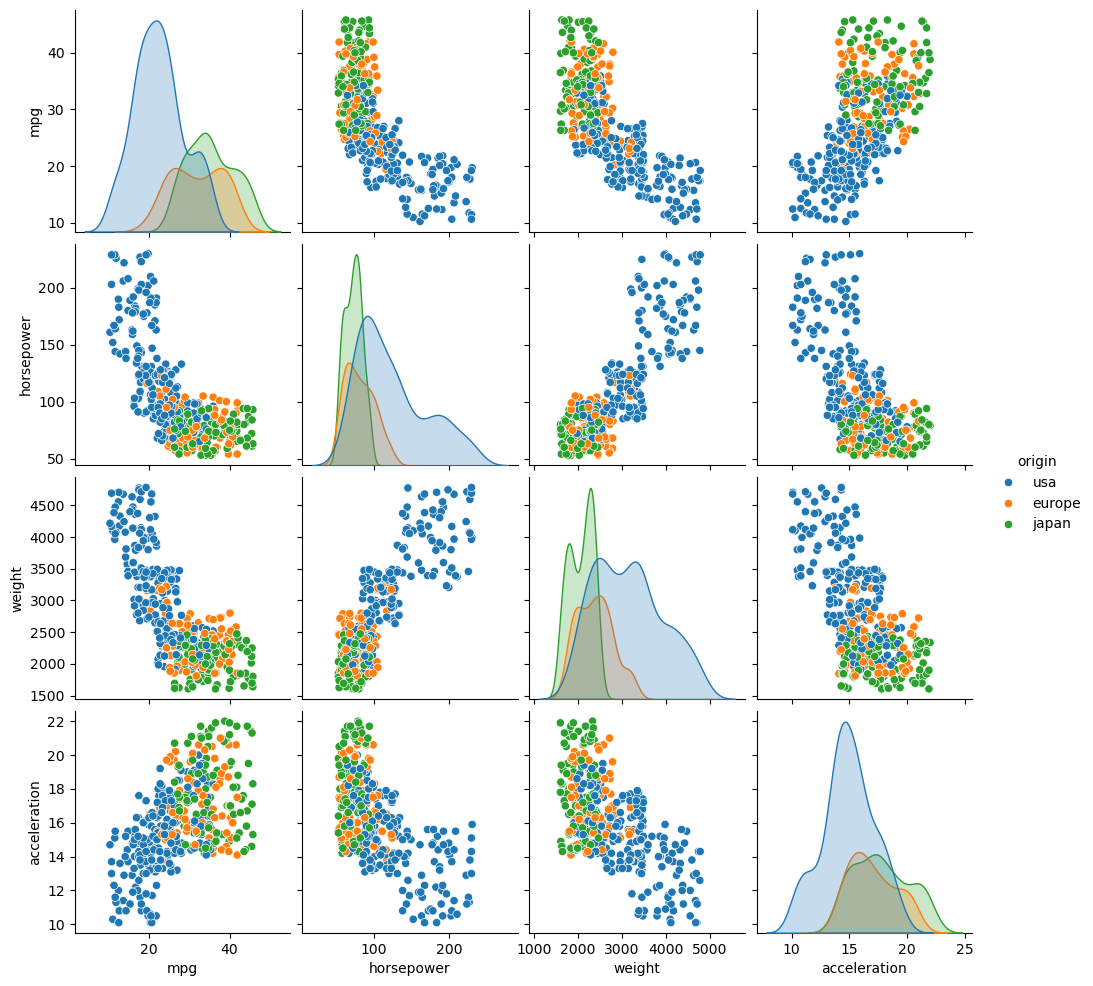 40
30
20
10
mpg
200
150
100
50
horsepower
origin
usa
europe
japan
4500
4000
3500
3000
2500
2000
1500
weight
22
20
18
16
14
12
10
acceleration
20 40
100 200
1000 2000 3000 4000 5000
10 15 20 25
mpg horsepower weight acceleration